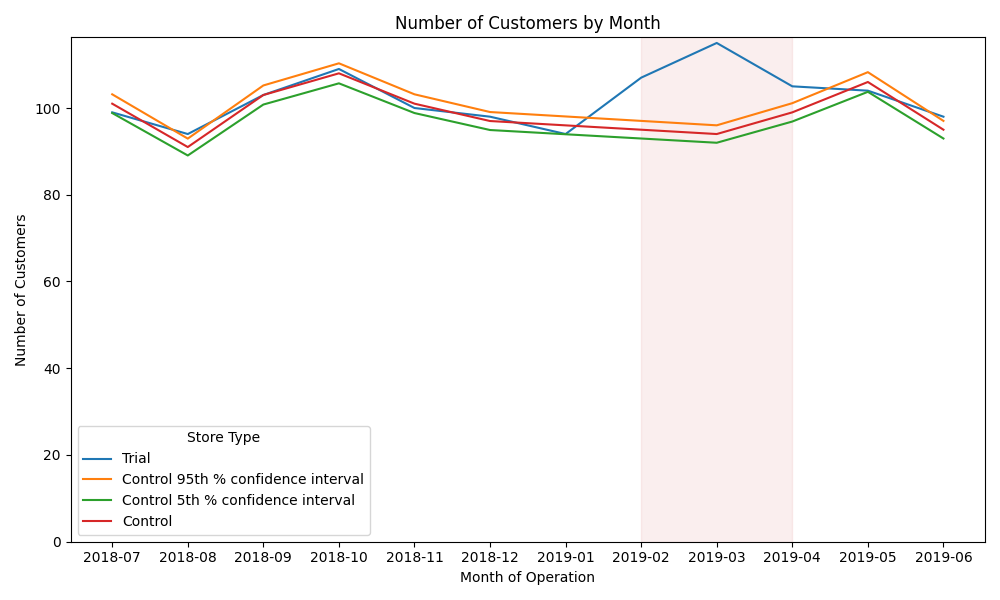 Number of Customers by Month
Number of Customers
100
80
60
40
20
0
Store Type
Trial
Control 95th % confidence interval
Control 5th % confidence interval
Control
2018-07 2018-08 2018-09 2018-10 2018-11 2018-12 2019-01 2019-02 2019-03 2019-04 2019-05 2019-06
Month of Operation